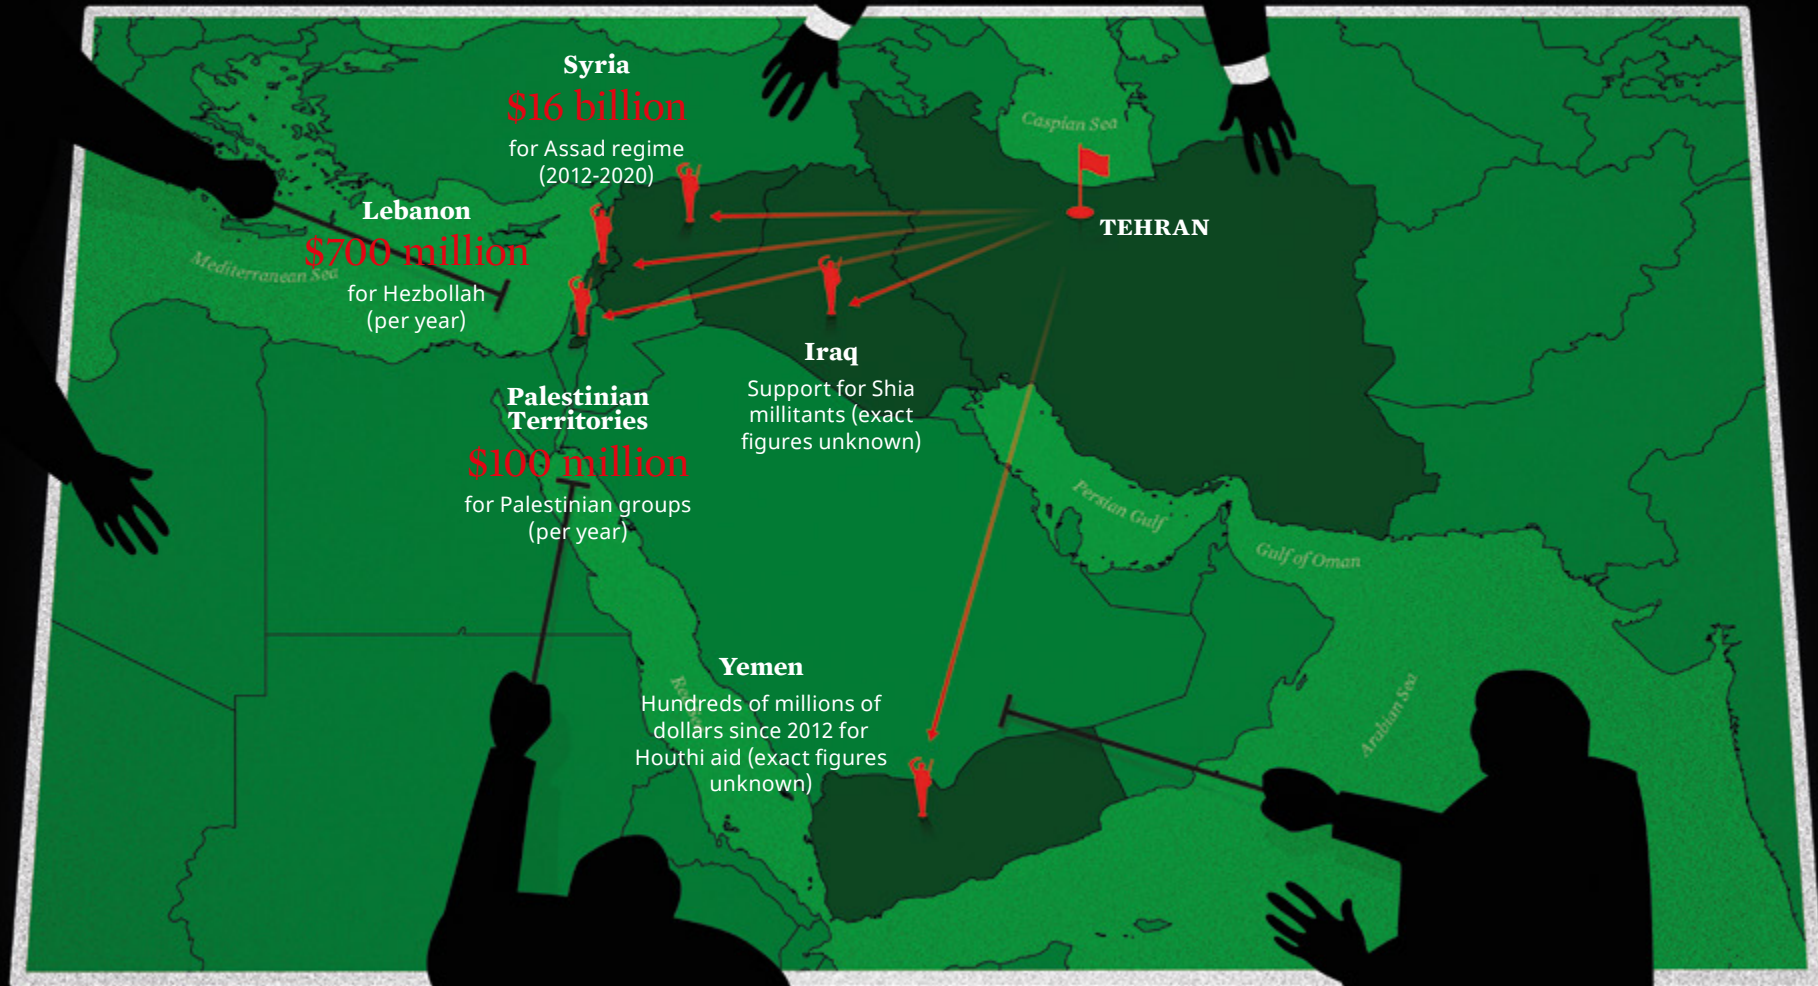 Syria
$16 billion
for Assad regime
(2012-2020)
Caspian Sea
TEHRAN
Lebanon
$700 million
for Hezbollah
(per year)
Mediterranean Sea
Iraq
Support for Shia
millitants (exact
figures unknown)
Palestinian
Territories
$100 million
for Palestinian groups
(per year)
Persian Gulf
Gulf of Oman
Yemen
Hundreds of millions of
dollars since 2012 for
Houthi aid (exact figures
unknown)
Red Sea
Arabian Sea